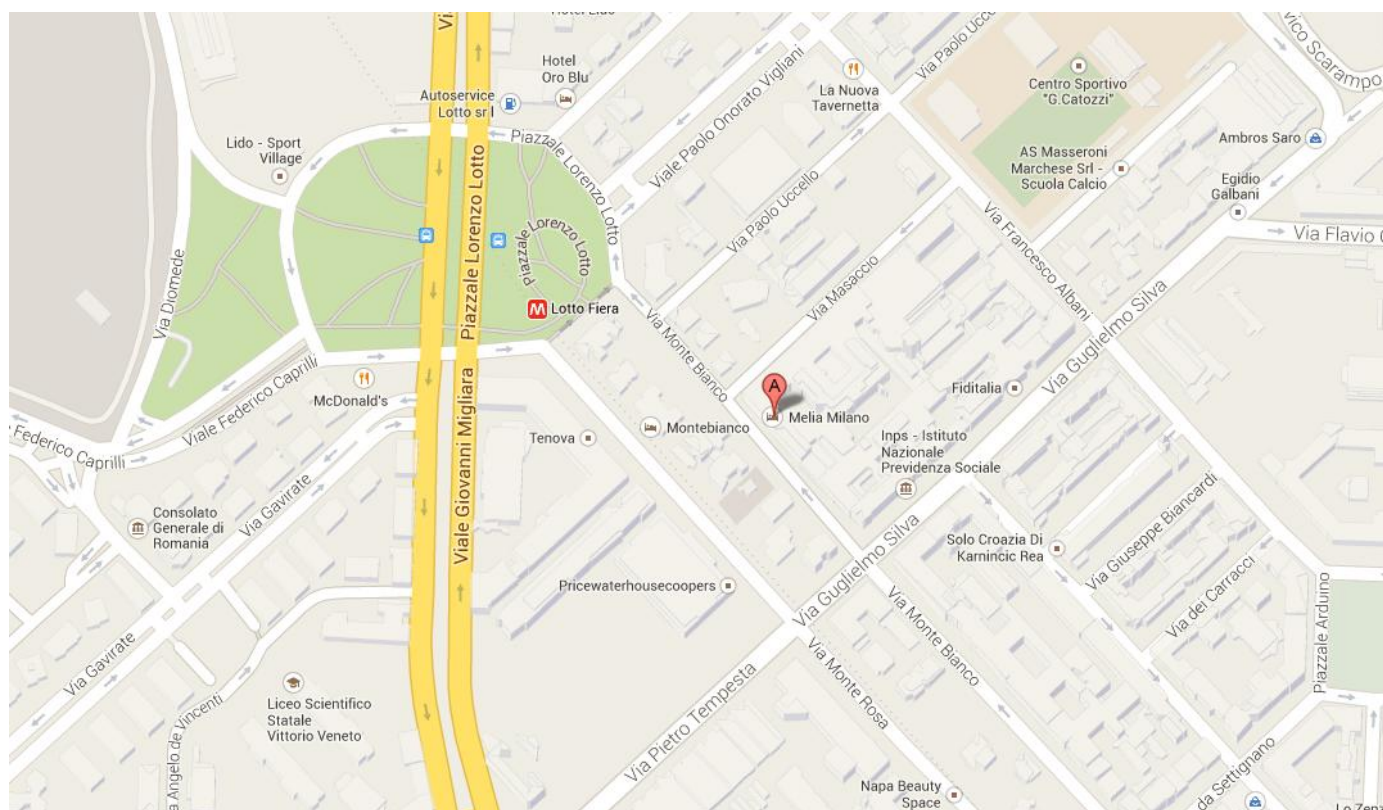 Vi
Hotel Lido
Hotel
Oro Blu
Autoservice
Lotto srl
Lido - Sport
Village
Piazzale Lorenzo Lotto
Piazzale Lorenzo Lotto
Piazzale Lorenzo Lotto
Viale Paolo Onorato Vigliani
La Nuova
Tavernetta
Via Paolo Ucce
Via Paolo Uccello
Centro Sportivo
"G.Catozzi"
vico Scarampo
Ambros Saro
AS Masseroni
Marchese Srl -
Scuola Calcio
Egidio
Galbani
Via Flavio
Via Francesco Albani
Via Masaccio
Via Diomede
M
Lotto Fiera
Via Monte Bianco
Via Guglielmo Silva
A
Melia Milano
Fiditalia
McDonald's
Viale Federico Caprilli
Federico Caprilli
Viale Giovanni Migliara
Tenova
Montebianco
Inps - Istituto
Nazionale
Previdenza Sociale
Via Gavirate
Consolato
Generale di
Romania
Via Guglielmo Silva
Solo Croazia Di
Karnincic Rea
Via Giuseppe Biancardi
Via dei Carracci
Pricewaterhousecoopers
Via Monte Bianco
Via Monte Rosa
Piazzale Arduino
Via Gavirate
a Angelo de Vincenti
Liceo Scientifico
Statale
Vittorio Veneto
Via Pietro Tempesta
da Settignano
Napa Beauty
Space